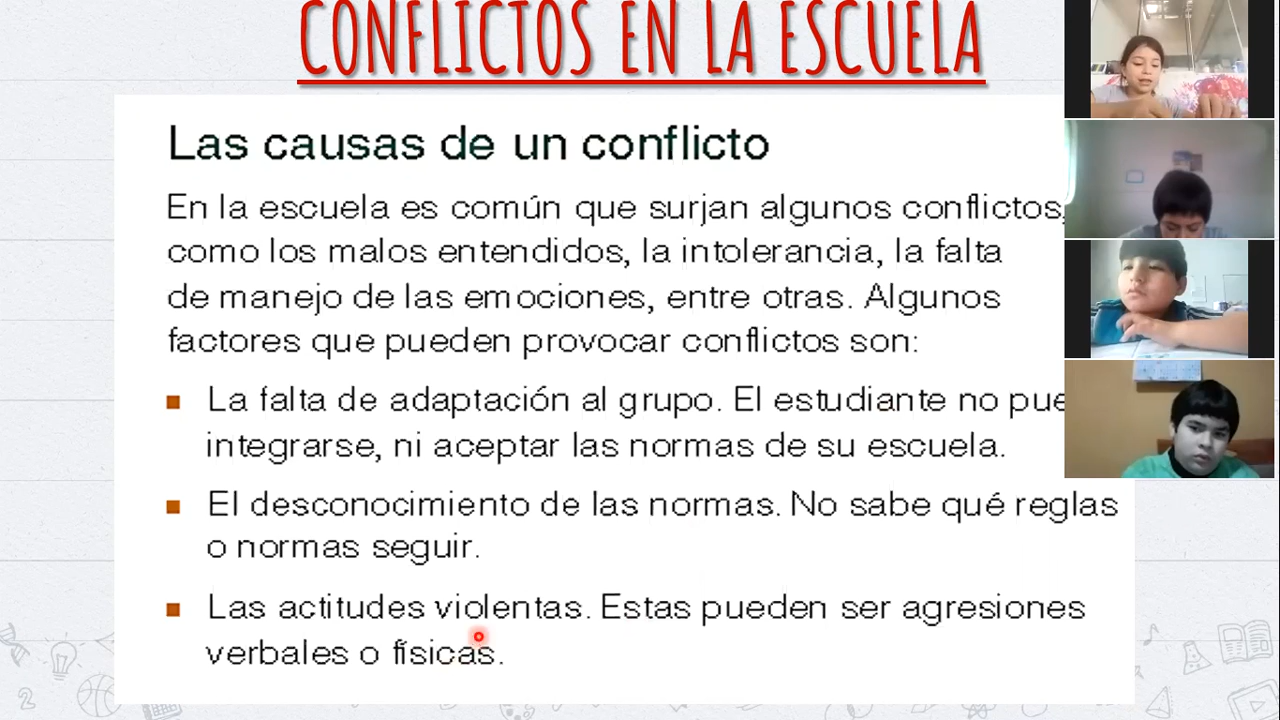 CONFLICTOS EN LA ESCUELA
Las causas de un conflicto
En la escuela es común que surjan algunos conflictos,
como los malos entendidos, la intolerancia, la falta
de manejo de las emociones, entre otras. Algunos
factores que pueden provocar conflictos son:
La falta de adaptación al grupo. El estudiante no pue
integrarse, ni aceptar las normas de su escuela.
El desconocimiento de las normas. No sabe qué reglas
o normas seguir.
Las actitudes violentas. Estas pueden ser agresiones
verbales o físicas.